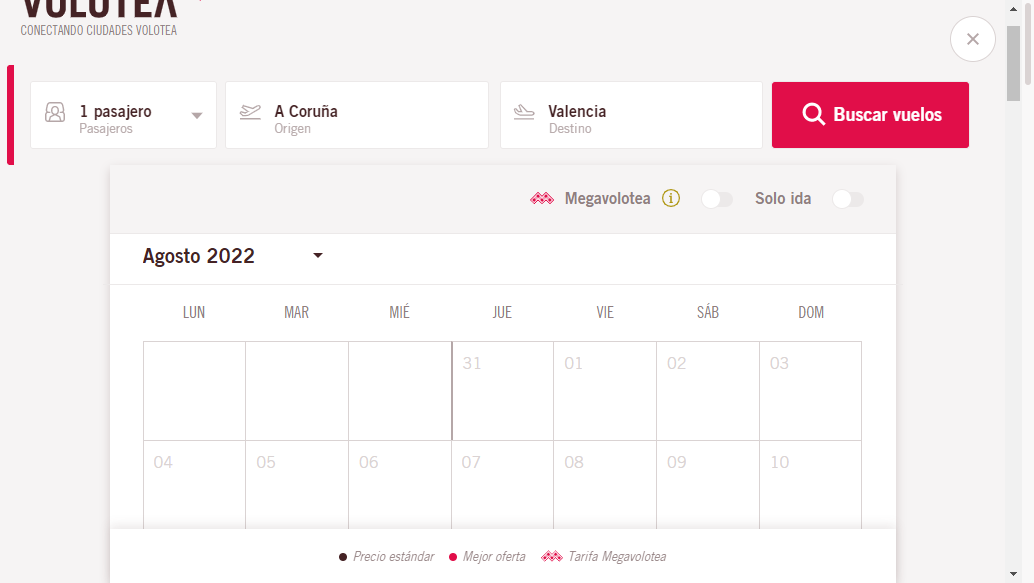 VOLOTEA
CONECTANDO CIUDADES VOLOTEA
1 pasajero
Pasajeros
A Coruña
Origen
Valencia
Destino
Buscar vuelos
Megavolotea
Solo ida
Agosto 2022
LUN MAR MIÉ JUE VIE SÁB DOM
31 01 02 03
04 05 06 07 08 09 10
Precio estándar Mejor oferta Tarifa Megavolotea